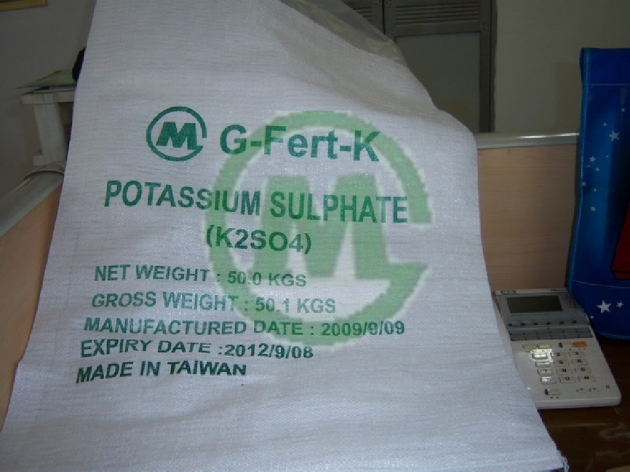 M G-Fert-K
POTASSIUM SULPHATE
(K2SO4)
NET WEIGHT : 50.0 KGS
GROSS WEIGHT : 50.1 KGS
MANUFACTURED DATE : 2009/9/09
EXPIRY DATE :2012/9/08
MADE IN TAIWAN
M